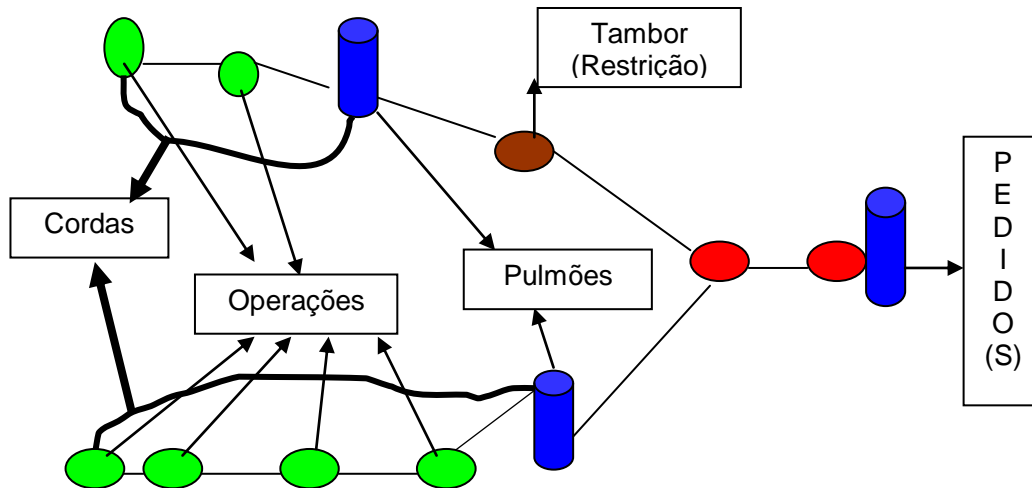 Tambor
(Restrição)
Cordas
Operações
Pulmões
P
E
D
I
D
O
(S)